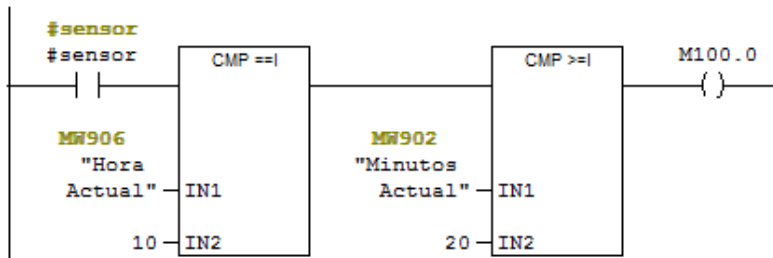 #sensor
#sensor
CMP ==I
CMP >=I
M100.0
MW906
"Hora
Actual"
IN1
10
IN2
MW902
"Minutos
Actual"
IN1
20
IN2